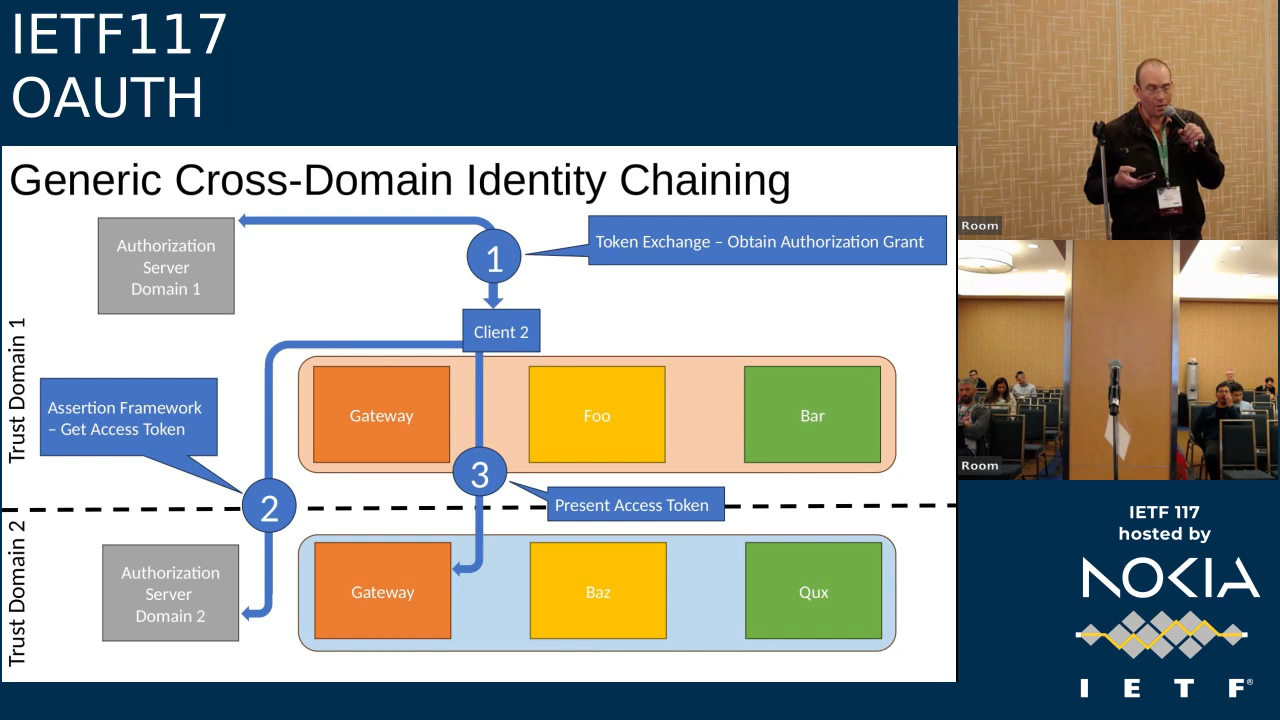 IETF117
OAUTH
Generic Cross-Domain Identity Chaining
Authorization
Server
Domain 1
1
Token Exchange – Obtain Authorization Grant
Client 2
Trust Domain 1
Assertion Framework
– Get Access Token
Gateway
Foo
Bar
3
2
Present Access Token
Trust Domain 2
Authorization
Server
Domain 2
Gateway
Baz
Qux
Room
Room
IETF 117
hosted by
NOKIA
I E T F®